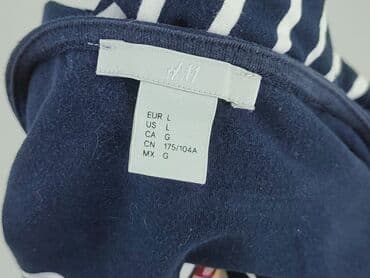 H&M
EUR L
US L
CA G
CN 175/104A
MX G